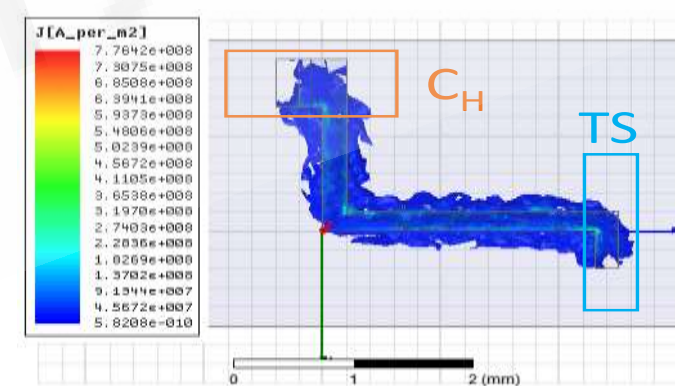 J[A_per_m2]
7.7642e+008
7.3075e+008
6.8508e+008
6.3941e+008
5.9373e+008
5.4806e+008
5.0239e+008
4.5672e+008
4.1105e+008
3.6538e+008
3.1970e+008
2.7403e+008
2.2836e+008
1.8269e+008
1.3702e+008
9.1344e+007
4.5672e+007
5.8208e-010
CH
TS
0 1 2 (mm)